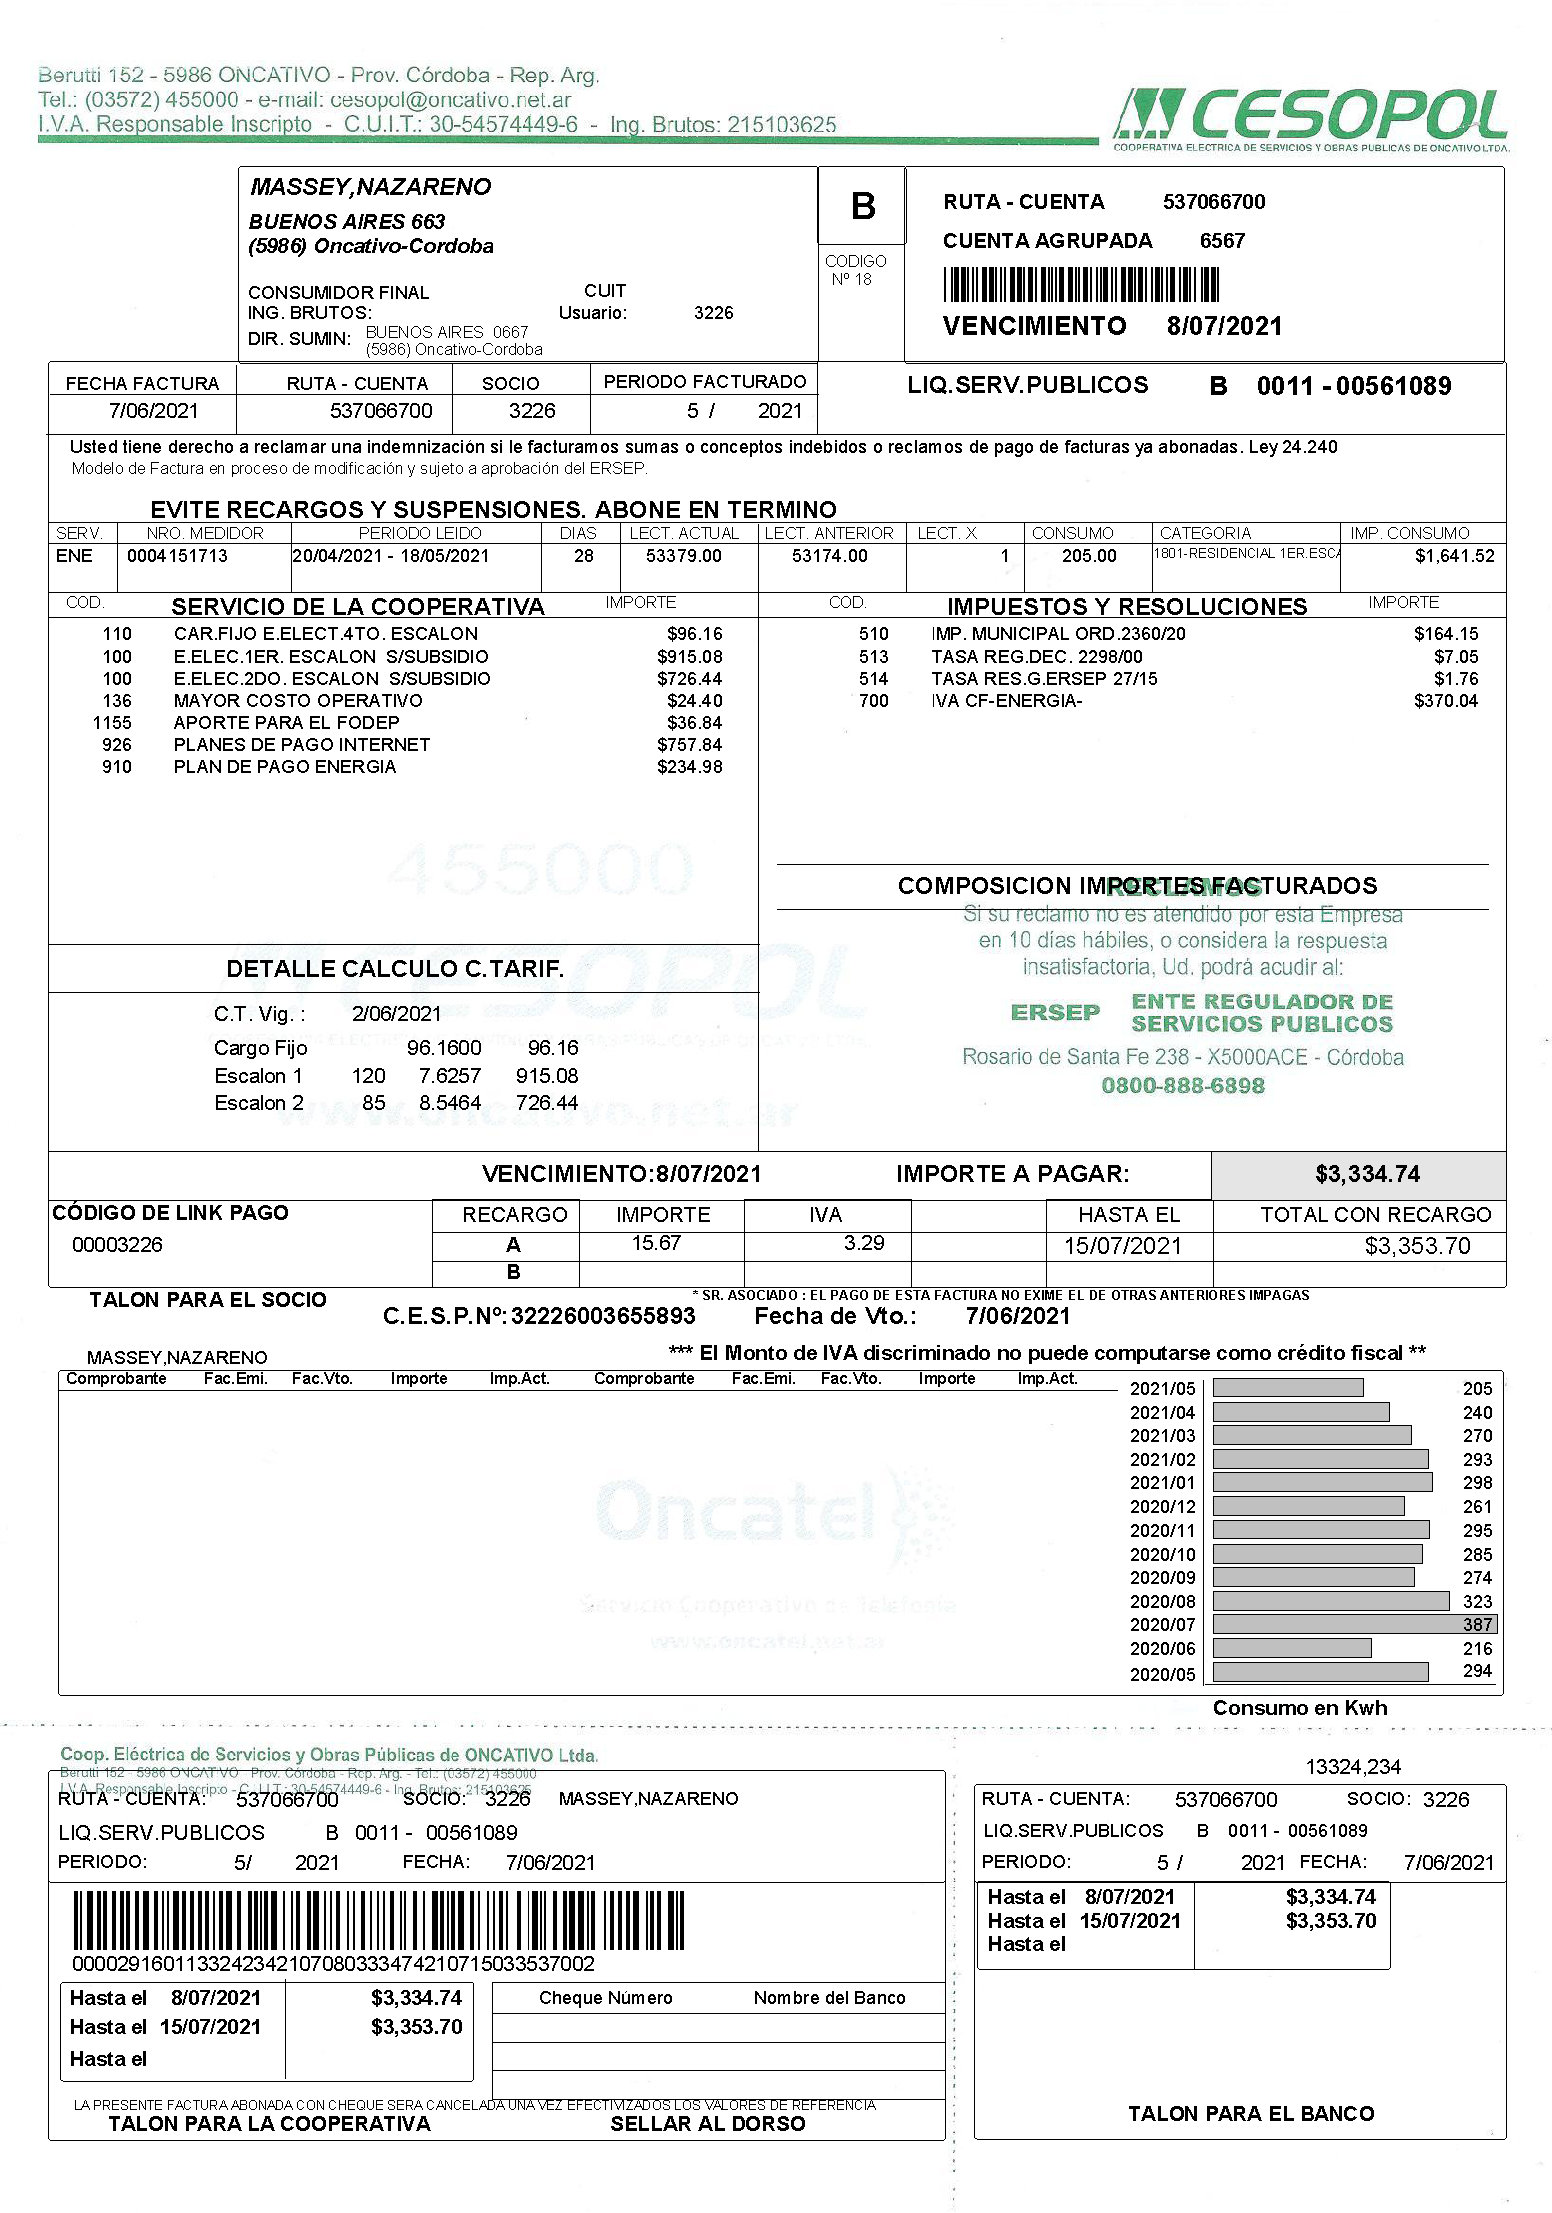 Berutti 152 - 5986 ONCATIVO - Prov. Córdoba - Rep. Arg.
Tel.: (03572) 455000 - e-mail: cesopol@oncativo.net.ar
I.V.A. Responsable Inscripto - C.U.I.T.: 30-54574449-6 - Ing. Brutos: 215103625
CESOPOL
COOPERATIVA ELECTRICA DE SERVICIOS Y OBRAS PUBLICAS DE ONCATIVO LTDA.
MASSEY,NAZARENO
BUENOS AIRES 663
(5986) Oncativo-Cordoba
CONSUMIDOR FINAL CUIT
ING. BRUTOS: Usuario: 3226
DIR. SUMIN: BUENOS AIRES 0667
(5986) Oncativo-Cordoba
B
CODIGO
Nº 18
RUTA - CUENTA 537066700
CUENTA AGRUPADA 6567
VENCIMIENTO 8/07/2021
FECHA FACTURA RUTA - CUENTA SOCIO PERIODO FACTURADO
7/06/2021 537066700 3226 5 / 2021
LIQ.SERV.PUBLICOS B 0011 - 00561089
Usted tiene derecho a reclamar una indemnización si le facturamos sumas o conceptos indebidos o reclamos de pago de facturas ya abonadas. Ley 24.240
Modelo de Factura en proceso de modificación y sujeto a aprobación del ERSEP.
EVITE RECARGOS Y SUSPENSIONES. ABONE EN TERMINO
SERV. NRO. MEDIDOR PERIODO LEIDO DIAS LECT. ACTUAL LECT. ANTERIOR LECT. X CONSUMO CATEGORIA IMP. CONSUMO
ENE 0004151713 20/04/2021 - 18/05/2021 28 53379.00 53174.00 1 205.00 1801-RESIDENCIAL 1ER.ESCA $1,641.52
COD. SERVICIO DE LA COOPERATIVA IMPORTE
110 CAR.FIJO E.ELECT.4TO. ESCALON $96.16
100 E.ELEC.1ER. ESCALON S/SUBSIDIO $915.08
100 E.ELEC.2DO. ESCALON S/SUBSIDIO $726.44
136 MAYOR COSTO OPERATIVO $24.40
1155 APORTE PARA EL FODEP $36.84
926 PLANES DE PAGO INTERNET $757.84
910 PLAN DE PAGO ENERGIA $234.98
COD. IMPUESTOS Y RESOLUCIONES IMPORTE
510 IMP. MUNICIPAL ORD.2360/20 $164.15
513 TASA REG.DEC. 2298/00 $7.05
514 TASA RES.G.ERSEP 27/15 $1.76
700 IVA CF-ENERGIA- $370.04
455000
CESOPOL
www.oncativo.net.ar
COMPOSICION IMPORTES FACTURADOS
RECLAMOS
Si su reclamo no es atendido por esta Empresa
en 10 días hábiles, o considera la respuesta
insatisfactoria, Ud. podrá acudir al:
ERSEP ENTE REGULADOR DE
SERVICIOS PUBLICOS
Rosario de Santa Fe 238 - X5000ACE - Córdoba
0800-888-6898
DETALLE CALCULO C.TARIF.
C.T. Vig. : 2/06/2021
Cargo Fijo 96.1600 96.16
Escalon 1 120 7.6257 915.08
Escalon 2 85 8.5464 726.44
VENCIMIENTO:8/07/2021 IMPORTE A PAGAR: $3,334.74
CÓDIGO DE LINK PAGO
00003226
RECARGO IMPORTE IVA HASTA EL TOTAL CON RECARGO
A 15.67 3.29 15/07/2021 $3,353.70
B
TALON PARA EL SOCIO
* SR. ASOCIADO : EL PAGO DE ESTA FACTURA NO EXIME EL DE OTRAS ANTERIORES IMPAGAS
C.E.S.P.Nº:32226003655893 Fecha de Vto.: 7/06/2021
MASSEY,NAZARENO
*** El Monto de IVA discriminado no puede computarse como crédito fiscal **
Comprobante Fac.Emi. Fac.Vto. Importe Imp.Act. Comprobante Fac.Emi. Fac.Vto. Importe Imp.Act.
2021/05 205
2021/04 240
2021/03 270
2021/02 293
2021/01 298
2020/12 261
2020/11 295
2020/10 285
2020/09 274
2020/08 323
2020/07 387
2020/06 216
2020/05 294
Consumo en Kwh
Oncatel
Servicio Cooperativo de Telefonía
www.oncatel.net.ar
Coop. Eléctrica de Servicios y Obras Públicas de ONCATIVO Ltda.
Berutti 152 - 5986 ONCATIVO - Prov. Córdoba - Rep. Arg. - Tel.: (03572) 455000
I.V.A. Responsable Inscripto - C.U.I.T.: 30-54574449-6 - Ing. Brutos: 215103625
RUTA - CUENTA: 537066700 SOCIO: 3226 MASSEY,NAZARENO
LIQ.SERV.PUBLICOS B 0011 - 00561089
PERIODO: 5/ 2021 FECHA: 7/06/2021
0000291601133242342107080333474210715033537002
Hasta el 8/07/2021 $3,334.74
Hasta el 15/07/2021 $3,353.70
Hasta el
Cheque Número Nombre del Banco
LA PRESENTE FACTURA ABONADA CON CHEQUE SERA CANCELADA UNA VEZ EFECTIVIZADOS LOS VALORES DE REFERENCIA
TALON PARA LA COOPERATIVA SELLAR AL DORSO
13324,234
RUTA - CUENTA: 537066700 SOCIO: 3226
LIQ.SERV.PUBLICOS B 0011 - 00561089
PERIODO: 5 / 2021 FECHA: 7/06/2021
Hasta el 8/07/2021 $3,334.74
Hasta el 15/07/2021 $3,353.70
Hasta el
TALON PARA EL BANCO